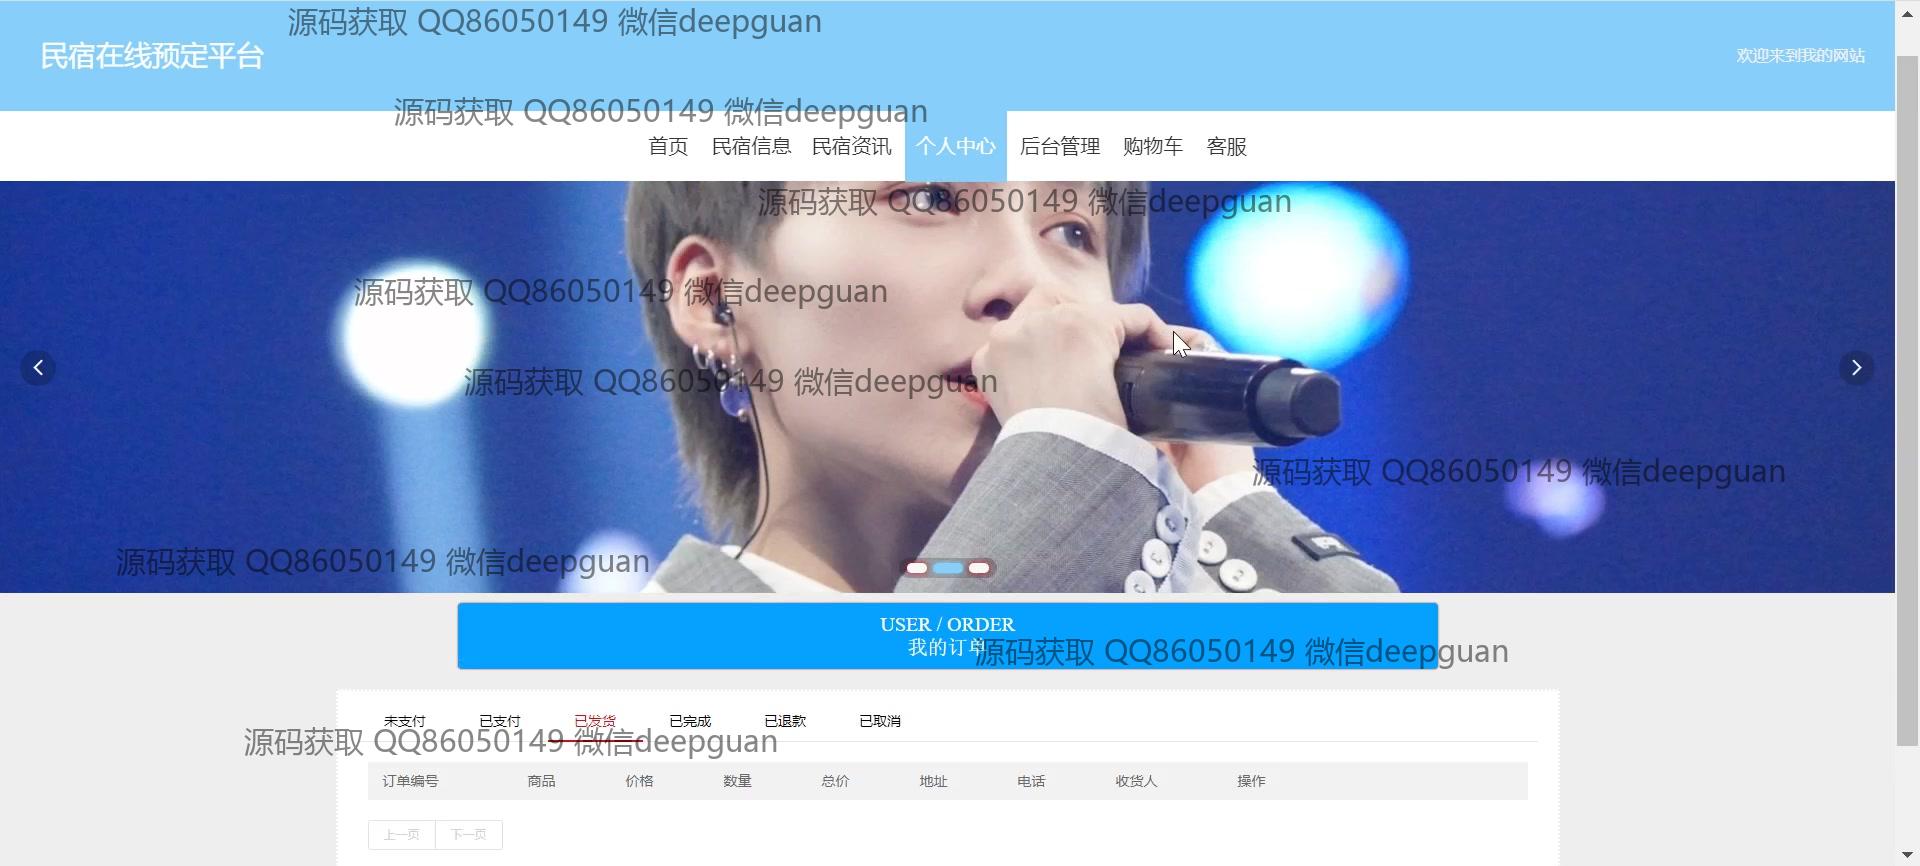 源码获取 QQ86050149 微信deepguan
民宿在线预定平台
欢迎来到我的网站
源码获取 QQ86050149 微信deepguan
首页 民宿信息 民宿资讯 个人中心 后台管理 购物车 客服
源码获取 QQ86050149 微信deepguan
源码获取 QQ86050149 微信deepguan
源码获取 QQ86050149 微信deepguan
源码获取 QQ86050149 微信deepguan
源码获取 QQ86050149 微信deepguan
USER / ORDER
我的订单
源码获取 QQ86050149 微信deepguan
未支付 已支付 已发货 已完成 已退款 已取消
源码获取 QQ86050149 微信deepguan
订单编号 商品 价格 数量 总价 地址 电话 收货人 操作
上一页 下一页